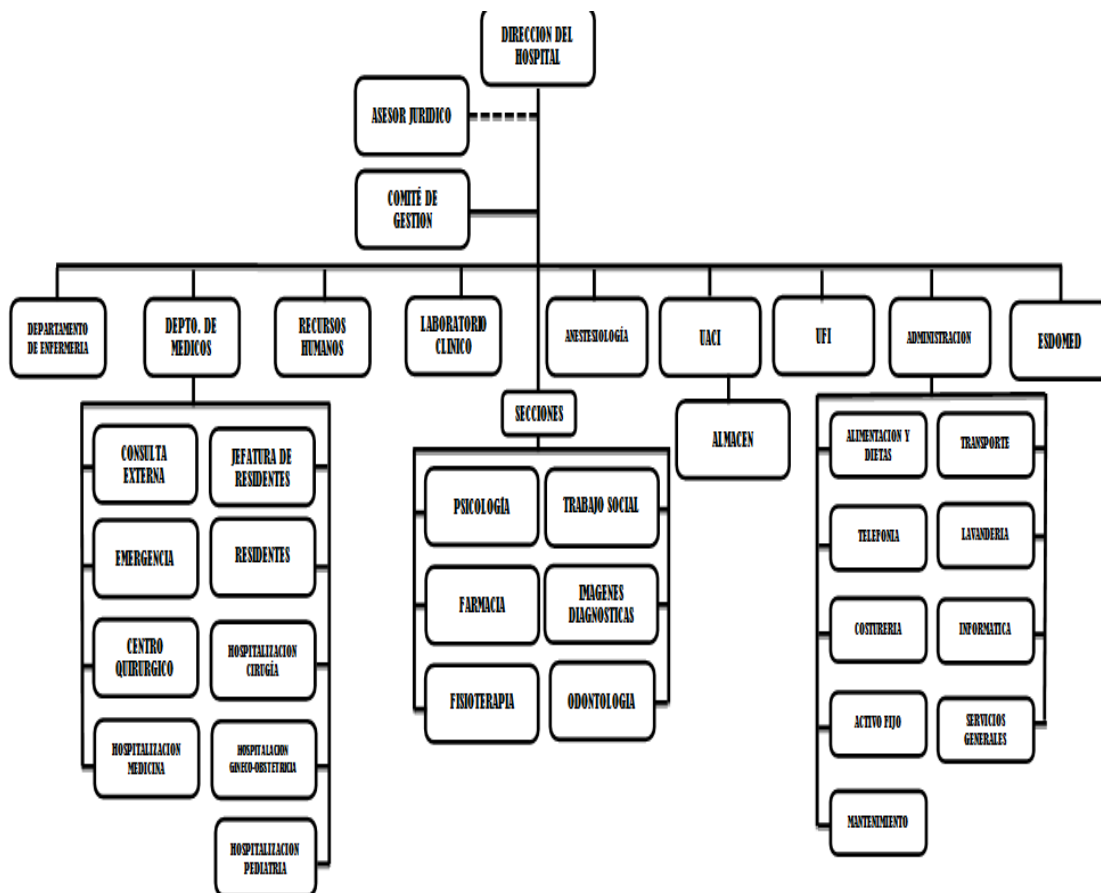 DIRECCION DEL
HOSPITAL
ASESOR JURIDICO
COMITÉ DE
GESTION
DEPARTAMENTO
DE ENFERMERIA
DEPTO. DE
MEDICOS
RECURSOS
HUMANOS
LABORATORIO
CLINICO
ANESTESIOLOGÍA
UACI
UFI
ADMINISTRACION
ESDOMED
CONSULTA
EXTERNA
JEFATURA DE
RESIDENTES
EMERGENCIA
RESIDENTES
CENTRO
QUIRURGICO
HOSPITALIZACION
CIRUGÍA
HOSPITALIZACION
MEDICINA
HOSPITALACION
GINECO-OBSTETRICIA
HOSPITALIZACION
PEDIATRIA
SECCIONES
PSICOLOGÍA
TRABAJO SOCIAL
FARMACIA
IMAGENES
DIAGNOSTICAS
FISIOTERAPIA
ODONTOLOGIA
ALMACEN
ALIMENTACION Y
DIETAS
TRANSPORTE
TELEFONIA
LAVANDERIA
COSTURERIA
INFORMATICA
ACTIVO FIJO
SERVICIOS
GENERALES
MANTENIMIENTO